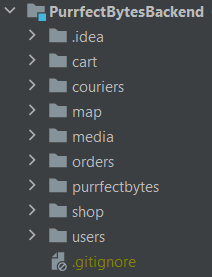 PurrfectBytesBackend
.idea
cart
couriers
map
media
orders
purrfectbytes
shop
users
.gitignore